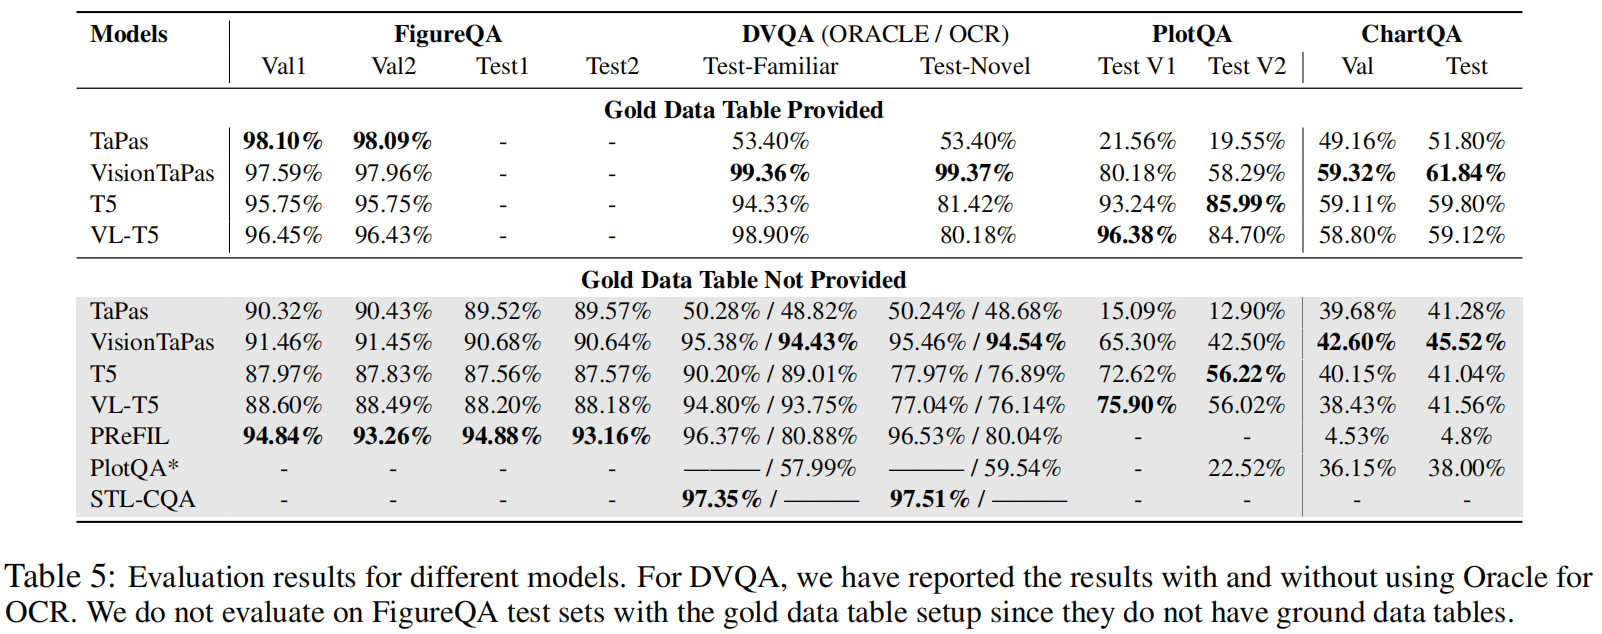 Models FigureQA DVQA (ORACLE / OCR) PlotQA ChartQA
Val1 Val2 Test1 Test2 Test-Familiar Test-Novel Test V1 Test V2 Val Test
Gold Data Table Provided
TaPas 98.10% 98.09% - - 53.40% 53.40% 21.56% 19.55% 49.16% 51.80%
VisionTaPas 97.59% 97.96% - - 99.36% 99.37% 80.18% 58.29% 59.32% 61.84%
T5 95.75% 95.75% - - 94.33% 81.42% 93.24% 85.99% 59.11% 59.80%
VL-T5 96.45% 96.43% - - 98.90% 80.18% 96.38% 84.70% 58.80% 59.12%
Gold Data Table Not Provided
TaPas 90.32% 90.43% 89.52% 89.57% 50.28% / 48.82% 50.24% / 48.68% 15.09% 12.90% 39.68% 41.28%
VisionTaPas 91.46% 91.45% 90.68% 90.64% 95.38% / 94.43% 95.46% / 94.54% 65.30% 42.50% 42.60% 45.52%
T5 87.97% 87.83% 87.56% 87.57% 90.20% / 89.01% 77.97% / 76.89% 72.62% 56.22% 40.15% 41.04%
VL-T5 88.60% 88.49% 88.20% 88.18% 94.80% / 93.75% 77.04% / 76.14% 75.90% 56.02% 38.43% 41.56%
PReFIL 94.84% 93.26% 94.88% 93.16% 96.37% / 80.88% 96.53% / 80.04% - - 4.53% 4.8%
PlotQA* - - - - ——— / 57.99% ——— / 59.54% - 22.52% 36.15% 38.00%
STL-CQA - - - - 97.35% / ——— 97.51% / ——— - - - -
Table 5: Evaluation results for different models. For DVQA, we have reported the results with and without using Oracle for
OCR. We do not evaluate on FigureQA test sets with the gold data table setup since they do not have ground data tables.